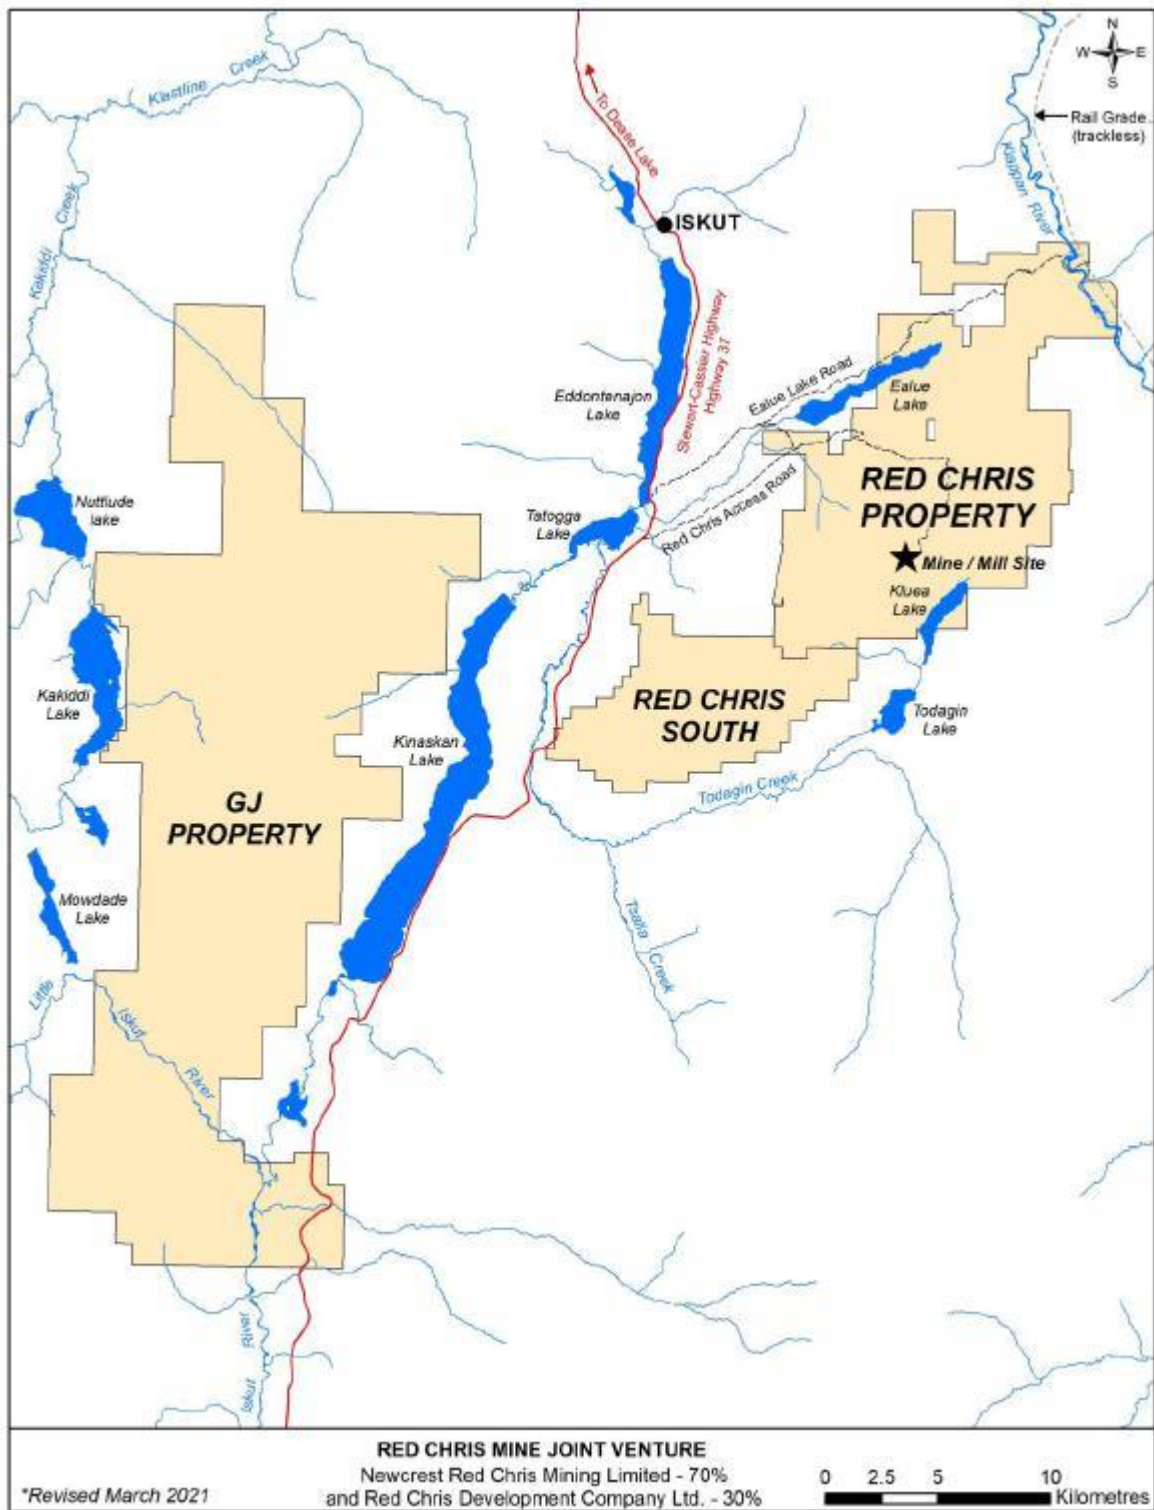 N
W E
S
Klastline Creek
To Dease Lake
Rail Grade
(trackless)
Klappan River
Kakiddi Creek
ISKUT
Stewart-Cassier Highway
Highway 37
Ealue Lake Road
Eddontenajon
Lake
Ealue
Lake
Nuttlude
lake
Tatogga
Lake
Red Chris Access Road
RED CHRIS
PROPERTY
Mine / Mill Site
Kluea
Lake
Kakiddi
Lake
RED CHRIS
SOUTH
Todagin
Lake
Kinaskan
Lake
Todagin Creek
GJ
PROPERTY
Mowdade
Lake
Tsatia Creek
Little Iskut River
Iskut River
RED CHRIS MINE JOINT VENTURE
Newcrest Red Chris Mining Limited - 70%
and Red Chris Development Company Ltd. - 30%
*Revised March 2021
0 2.5 5 10
Kilometres